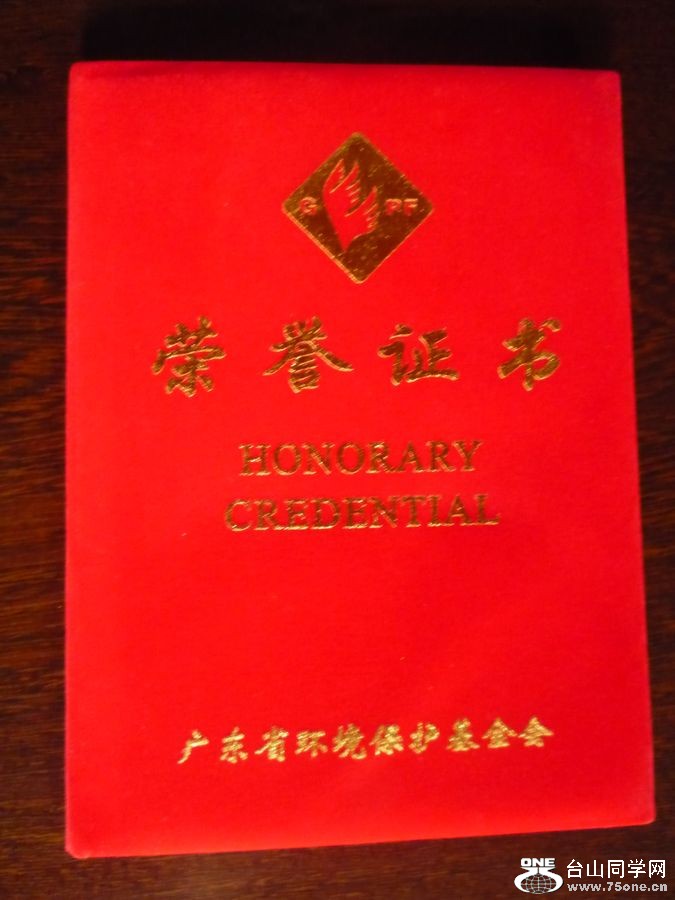 G PF
荣誉证书
HONORARY
CREDENTIAL
广东省环境保护基金会
ONE 台山同学网
www.75one.cn